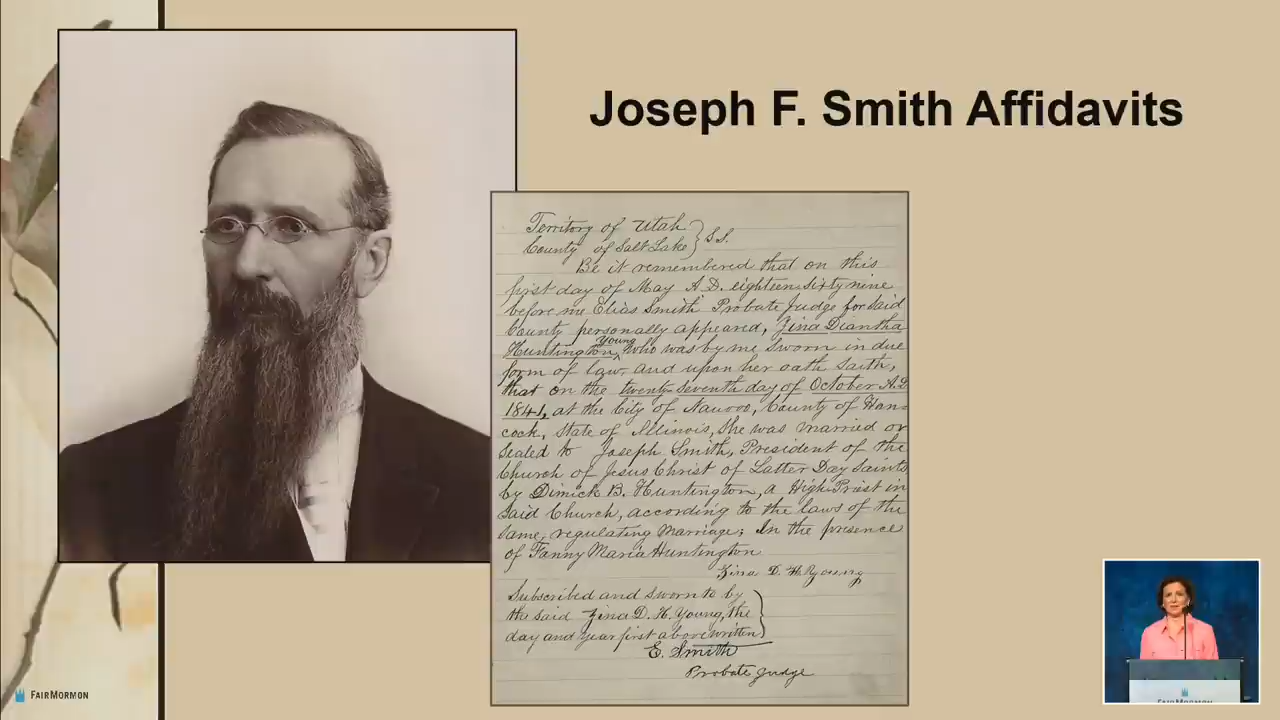 Joseph F. Smith Affidavits
Territory of Utah } S.S.
County of Salt Lake
Be it remembered that on this
first day of May A.D. eighteen sixty nine
before me Elias Smith Probate Judge for said
County personally appeared, Zina Diantha
Huntington Young who was by me sworn in due
form of law, and upon her oath saith,
that on the twenty seventh day of October A.D.
1841, at the City of Nauvoo, County of Han=
cock, State of Illinois, She was married or
Sealed to Joseph Smith, President of the
Church of Jesus Christ of Latter Day Saints
by Dimick B. Huntington, a High Priest in
Said Church, according to the laws of the
Same, regulating Marriage; In the presence
of Fanny Maria Huntington
Zina D. H. Young
Subscribed and sworn to by
the said Zina D. H. Young, the
day and year first above written }
E. Smith
Probate Judge
FAIRMORMON
FAIRMORMON